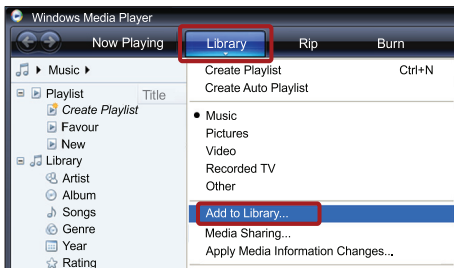 Windows Media Player
Now Playing Library Rip Burn
Music
Create Playlist Ctrl+N
Create Auto Playlist
Music
Pictures
Video
Recorded TV
Other
Add to Library...
Media Sharing...
Apply Media Information Changes...
Playlist Title
Create Playlist
Favour
New
Library
Artist
Album
Songs
Genre
Year
Rating